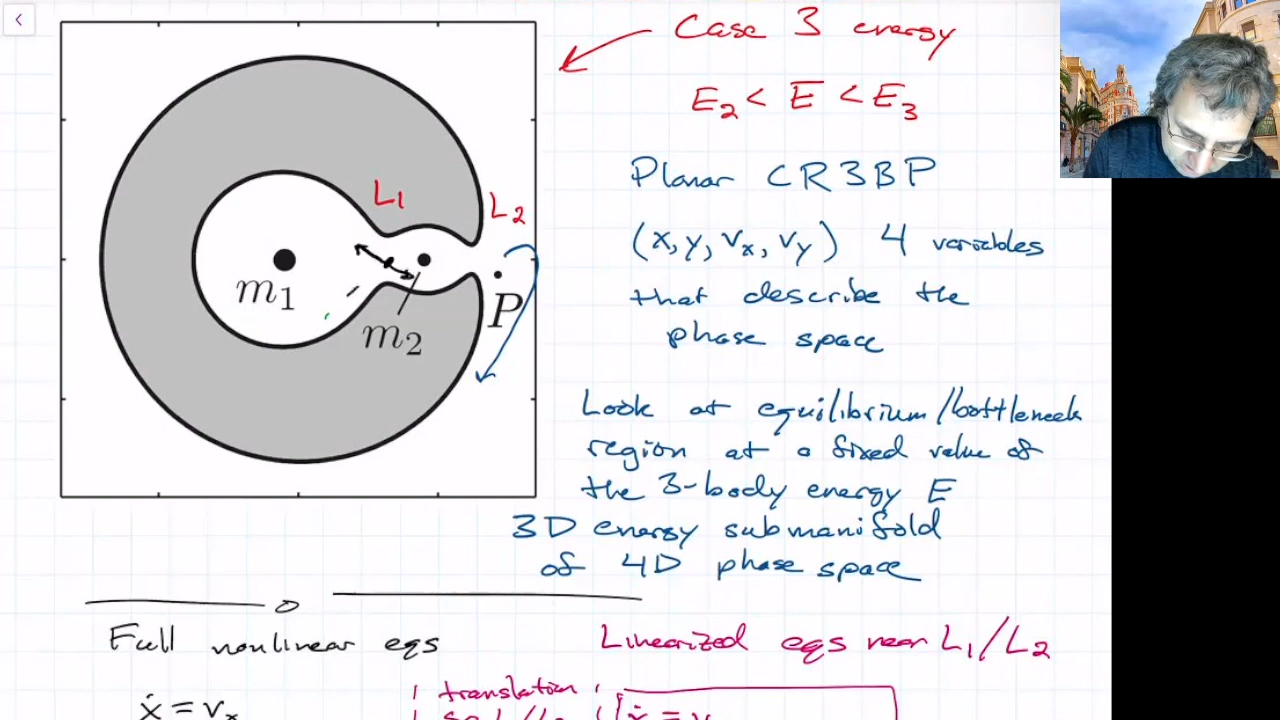 Case 3 energy
E₂ < E < E₃
Planar CR3BP
L₁
L₂
(x, y, vₓ, v_y) 4 variables
that describe the
phase space
m₁
P
m₂
Look at equilibrium/bottleneck
region at a fixed value of
the 3-body energy E
3D energy submanifold
of 4D phase space
Full nonlinear eqs
Linearized eqs near L₁/L₂
translation
ẋ = vₓ